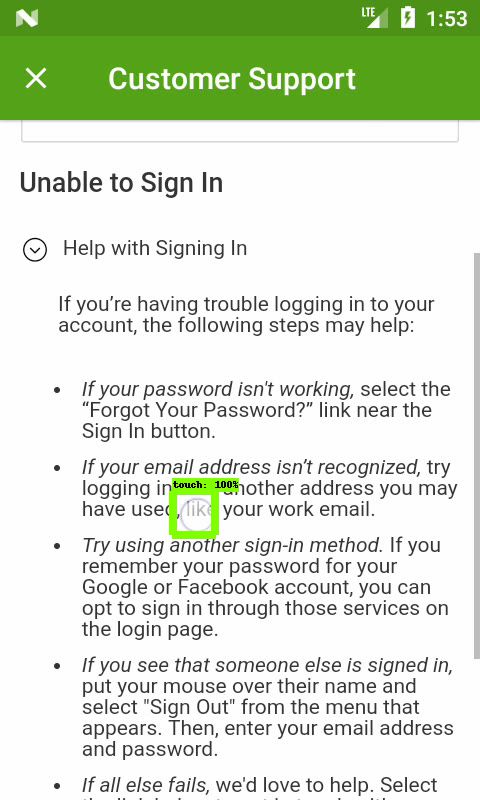 LTE 1:53
Customer Support
Unable to Sign In
Help with Signing In
If you’re having trouble logging in to your
account, the following steps may help:
• If your password isn't working, select the
“Forgot Your Password?” link near the
Sign In button.
• If your email address isn’t recognized, try
touch: 100%
logging in another address you may
have used, like your work email.
• Try using another sign-in method. If you
remember your password for your
Google or Facebook account, you can
opt to sign in through those services on
the login page.
• If you see that someone else is signed in,
put your mouse over their name and
select "Sign Out" from the menu that
appears. Then, enter your email address
and password.
• If all else fails, we'd love to help. Select